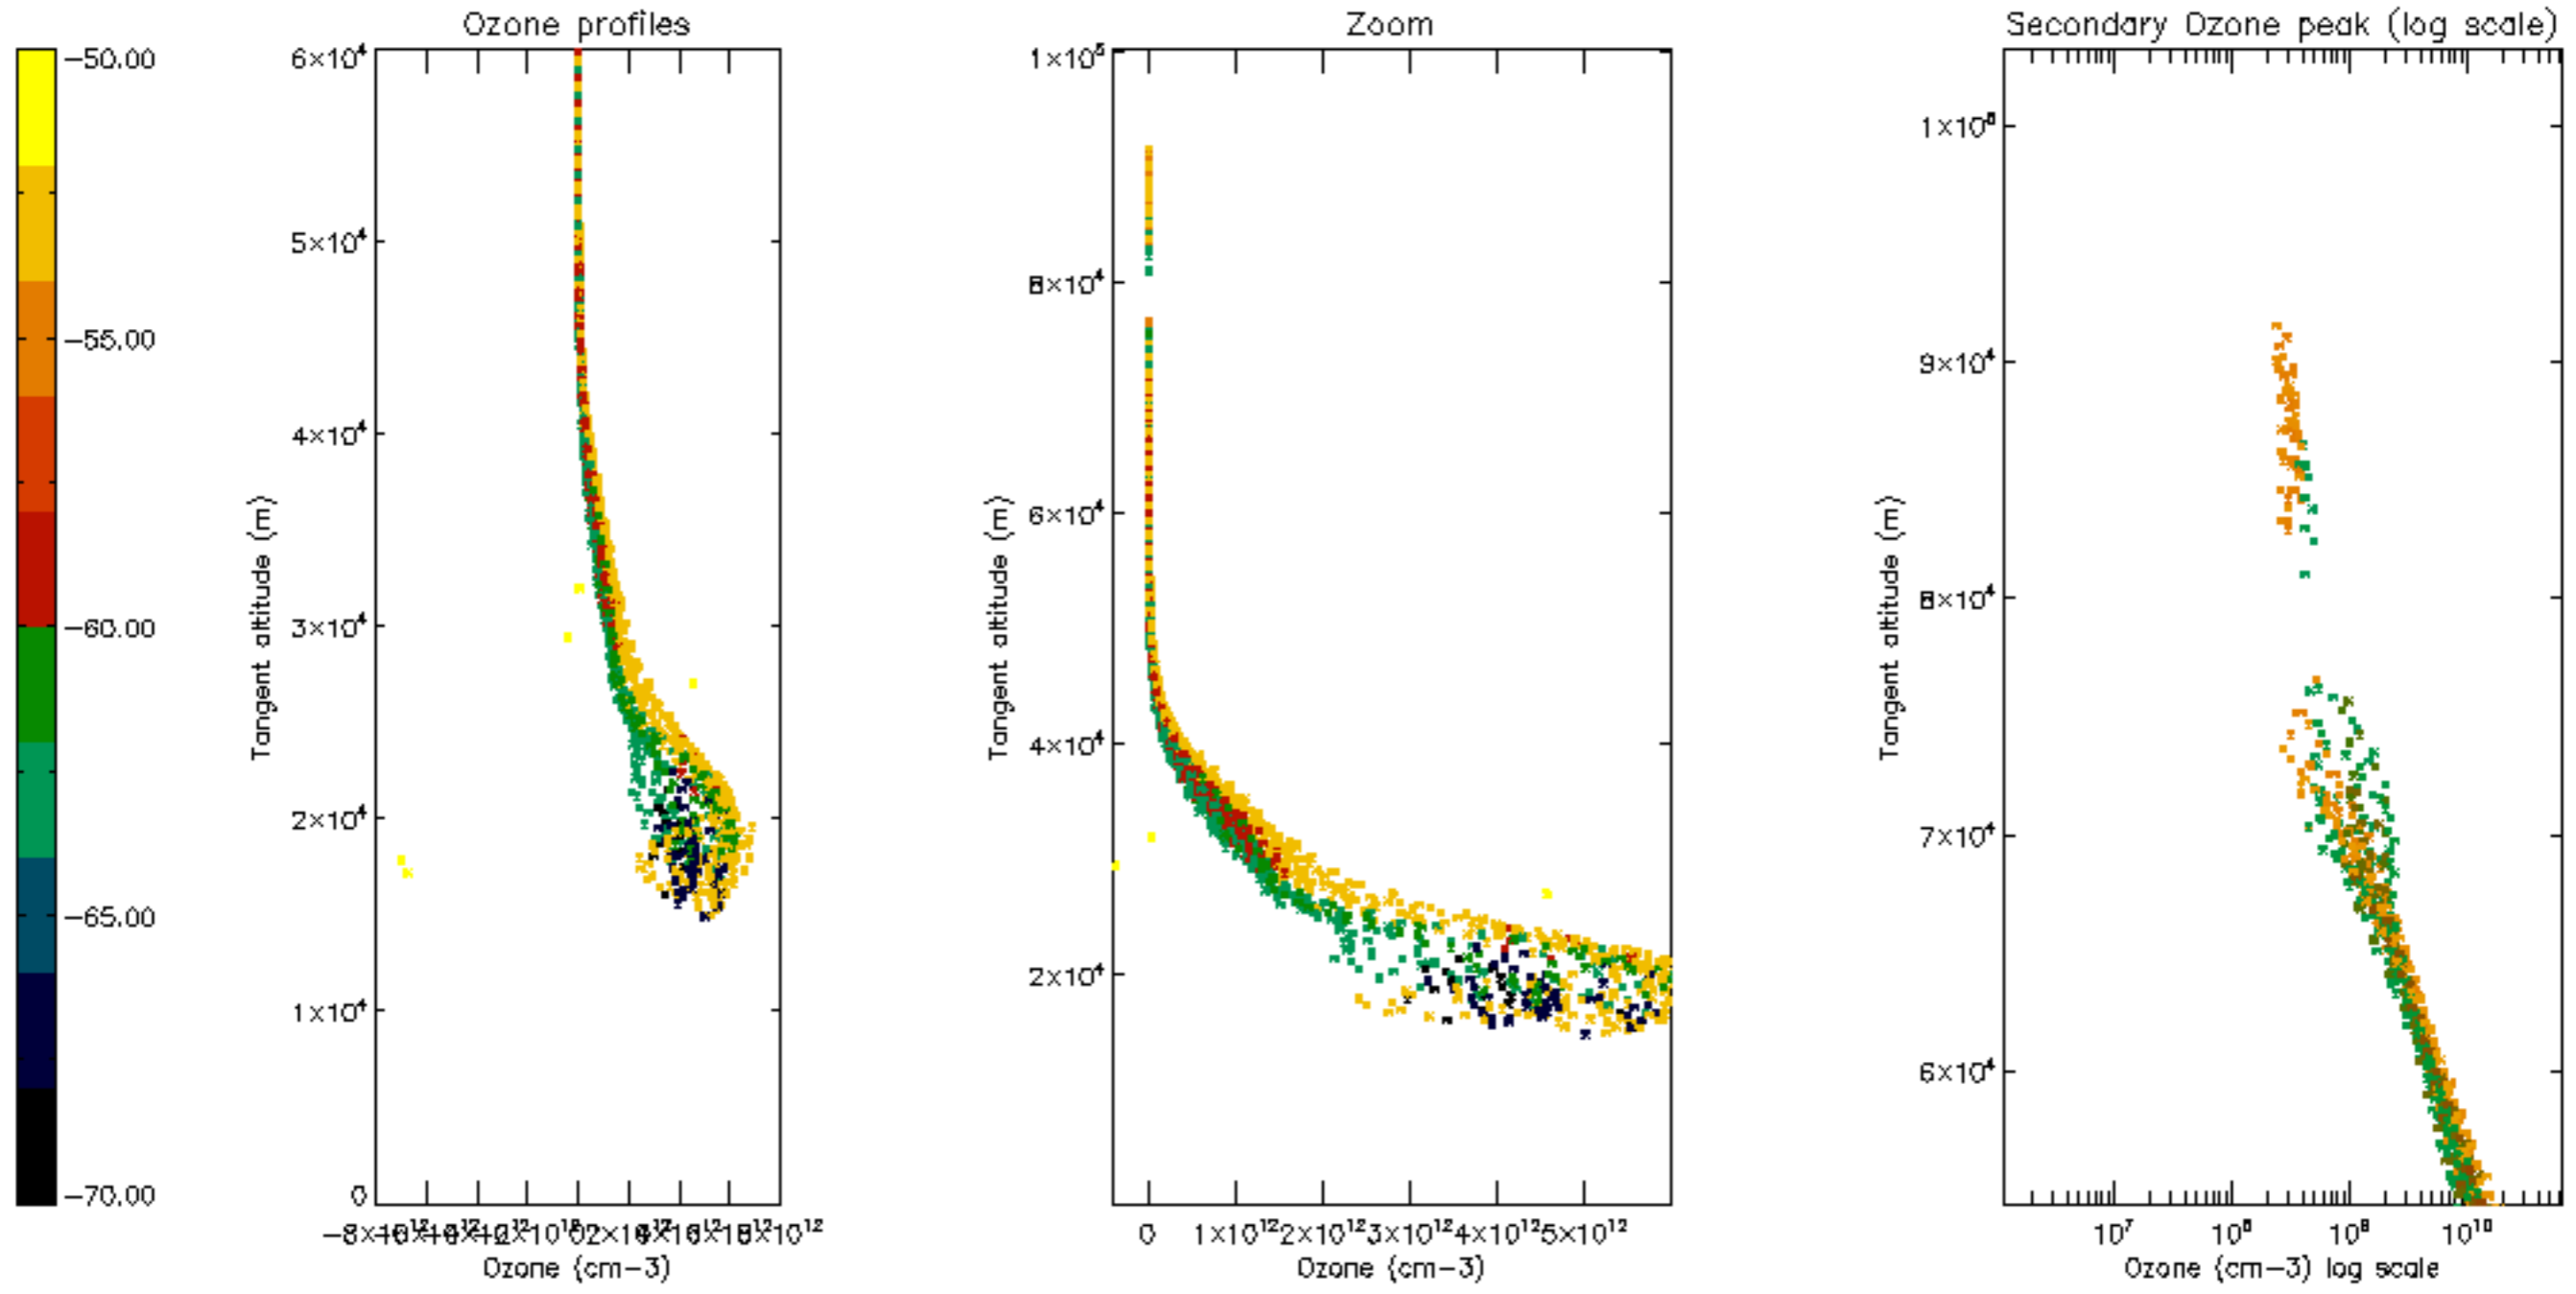 Ozone profiles
Zoom
Secondary Ozone peak (log scale)
−50.00
−55.00
−60.00
−65.00
−70.00
6×10⁴
5×10⁴
4×10⁴
3×10⁴
2×10⁴
1×10⁴
0
Tangent altitude (m)
Ozone (cm−3)
1×10⁵
8×10⁴
6×10⁴
4×10⁴
2×10⁴
Tangent altitude (m)
0 1×10¹² 2×10¹² 3×10¹² 4×10¹² 5×10¹²
Ozone (cm−3)
9×10⁴
8×10⁴
7×10⁴
6×10⁴
Tangent altitude (m)
10⁷ 10⁸ 10⁹ 10¹⁰
Ozone (cm−3) log scale